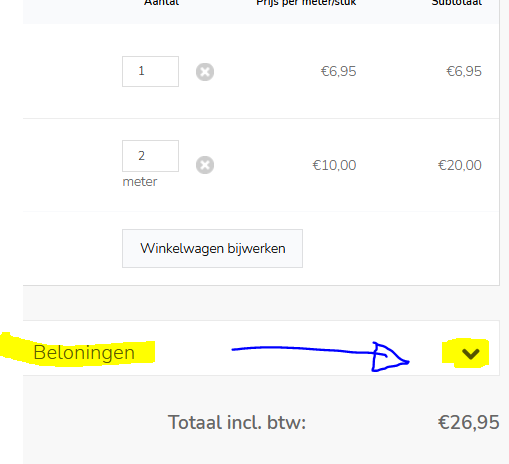 Aantal Prijs per meter/stuk Subtotaal
1 €6,95 €6,95
2 €10,00 €20,00
meter
Winkelwagen bijwerken
Beloningen
Totaal incl. btw: €26,95